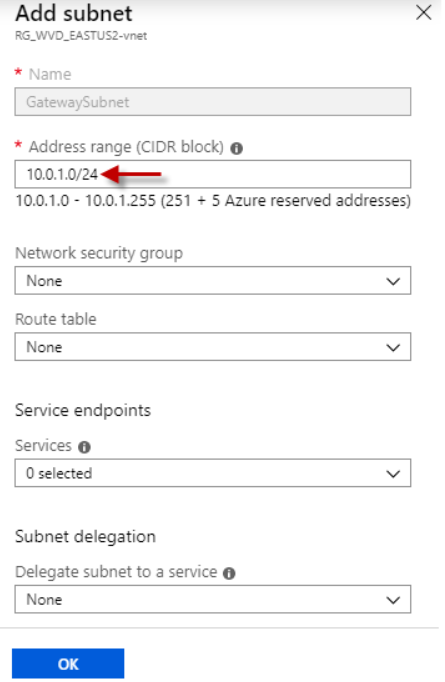 Add subnet
RG_WVD_EASTUS2-vnet
* Name
GatewaySubnet
* Address range (CIDR block)
10.0.1.0/24
10.0.1.0 - 10.0.1.255 (251 + 5 Azure reserved addresses)
Network security group
None
Route table
None
Service endpoints
Services
0 selected
Subnet delegation
Delegate subnet to a service
None
OK